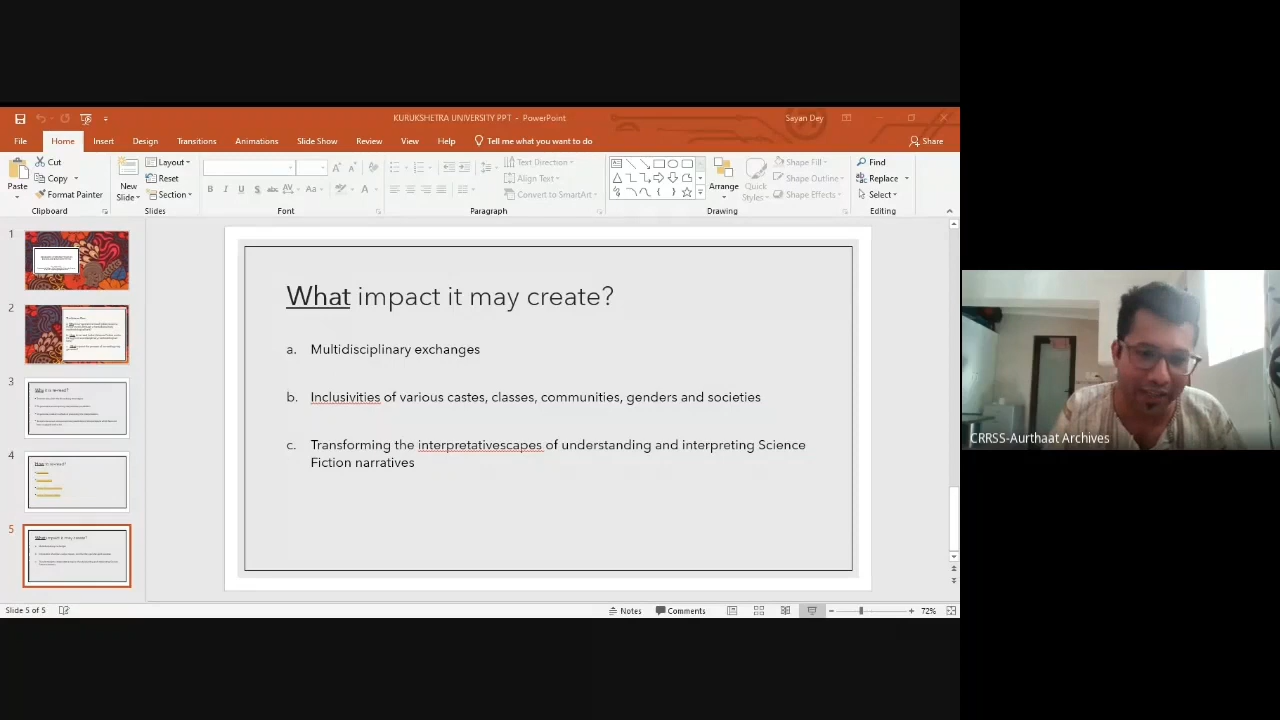 KURUKSHETRA UNIVERSITY PPT - PowerPoint
Sayan Dey
File Home Insert Design Transitions Animations Slide Show Review View Help Tell me what you want to do Share
Cut
Copy
Format Painter
Paste
Clipboard
New
Slide
Layout
Reset
Section
Slides
Font
Text Direction
Align Text
Convert to SmartArt
Paragraph
Arrange
Quick
Styles
Shape Fill
Shape Outline
Shape Effects
Drawing
Find
Replace
Select
Editing
1
2
3
4
5
What impact it may create?
a. Multidisciplinary exchanges
b. Inclusivities of various castes, classes, communities, genders and societies
c. Transforming the interpretativescapes of understanding and interpreting Science
Fiction narratives
CRRSS-Aurthaat Archives
Slide 5 of 5
Notes
Comments
72%